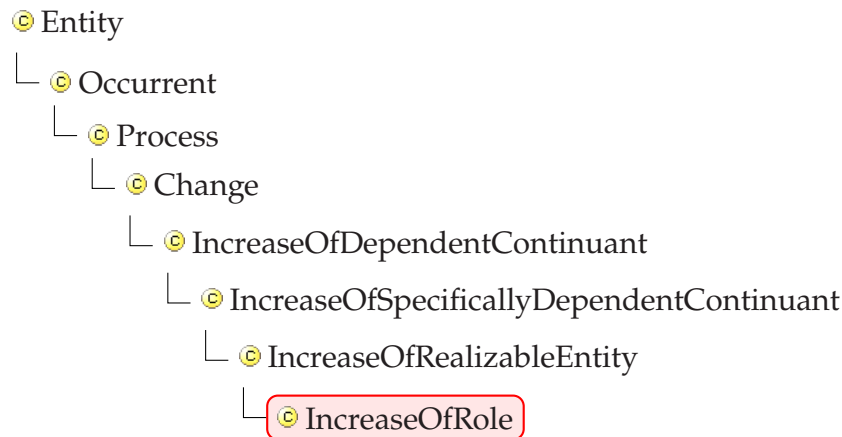 C Entity
C Occurrent
C Process
C Change
C IncreaseOfDependentContinuant
C IncreaseOfSpecificallyDependentContinuant
C IncreaseOfRealizableEntity
C IncreaseOfRole